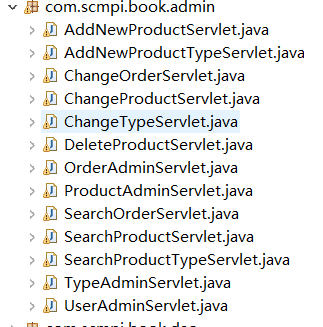 com.scmpi.book.admin
AddNewProductServlet.java
AddNewProductTypeServlet.java
ChangeOrderServlet.java
ChangeProductServlet.java
ChangeTypeServlet.java
DeleteProductServlet.java
OrderAdminServlet.java
ProductAdminServlet.java
SearchOrderServlet.java
SearchProductServlet.java
SearchProductTypeServlet.java
TypeAdminServlet.java
UserAdminServlet.java